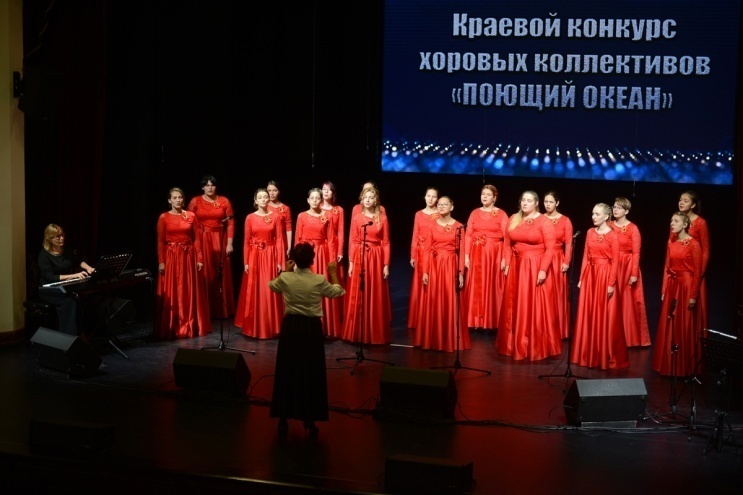 Краевой конкурс
хоровых коллективов
«ПОЮЩИЙ ОКЕАН»